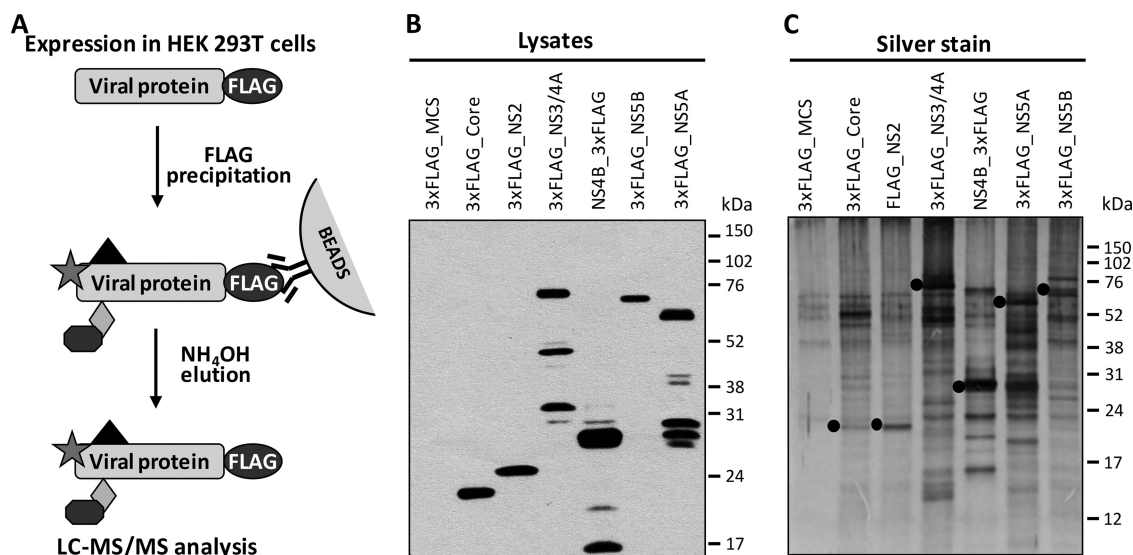 A
Expression in HEK 293T cells
Viral protein
FLAG
FLAG
precipitation
Viral protein
FLAG
BEADS
NH4OH
elution
Viral protein
FLAG
LC-MS/MS analysis
B
Lysates
3xFLAG_MCS
3xFLAG_Core
3xFLAG_NS2
3xFLAG_NS3/4A
NS4B_3xFLAG
3xFLAG_NS5B
3xFLAG_NS5A
kDa
150
102
76
52
38
31
24
17
C
Silver stain
3xFLAG_MCS
3xFLAG_Core
FLAG_NS2
3xFLAG_NS3/4A
NS4B_3xFLAG
3xFLAG_NS5A
3xFLAG_NS5B
kDa
150
102
76
52
38
31
24
17
12